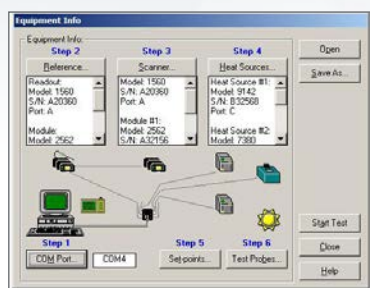 Equipment Info
Equipment Info:
Step 2
Step 3
Step 4
Reference...
Scanner...
Heat Sources...
Readout:
Model: 1560
S/N: A20360
Port: A
Module:
Model: 2562
Model: 1560
S/N: A20360
Port: A
Module #1:
Model: 2562
S/N: A32156
Heat Source #1:
Model: 9142
S/N: B32568
Port: C
Heat Source #2:
Model: 7380
Open
Save As...
Step 1
Step 5
Step 6
COM Port...
COM4
Set-points...
Test Probes...
Start Test
Close
Help